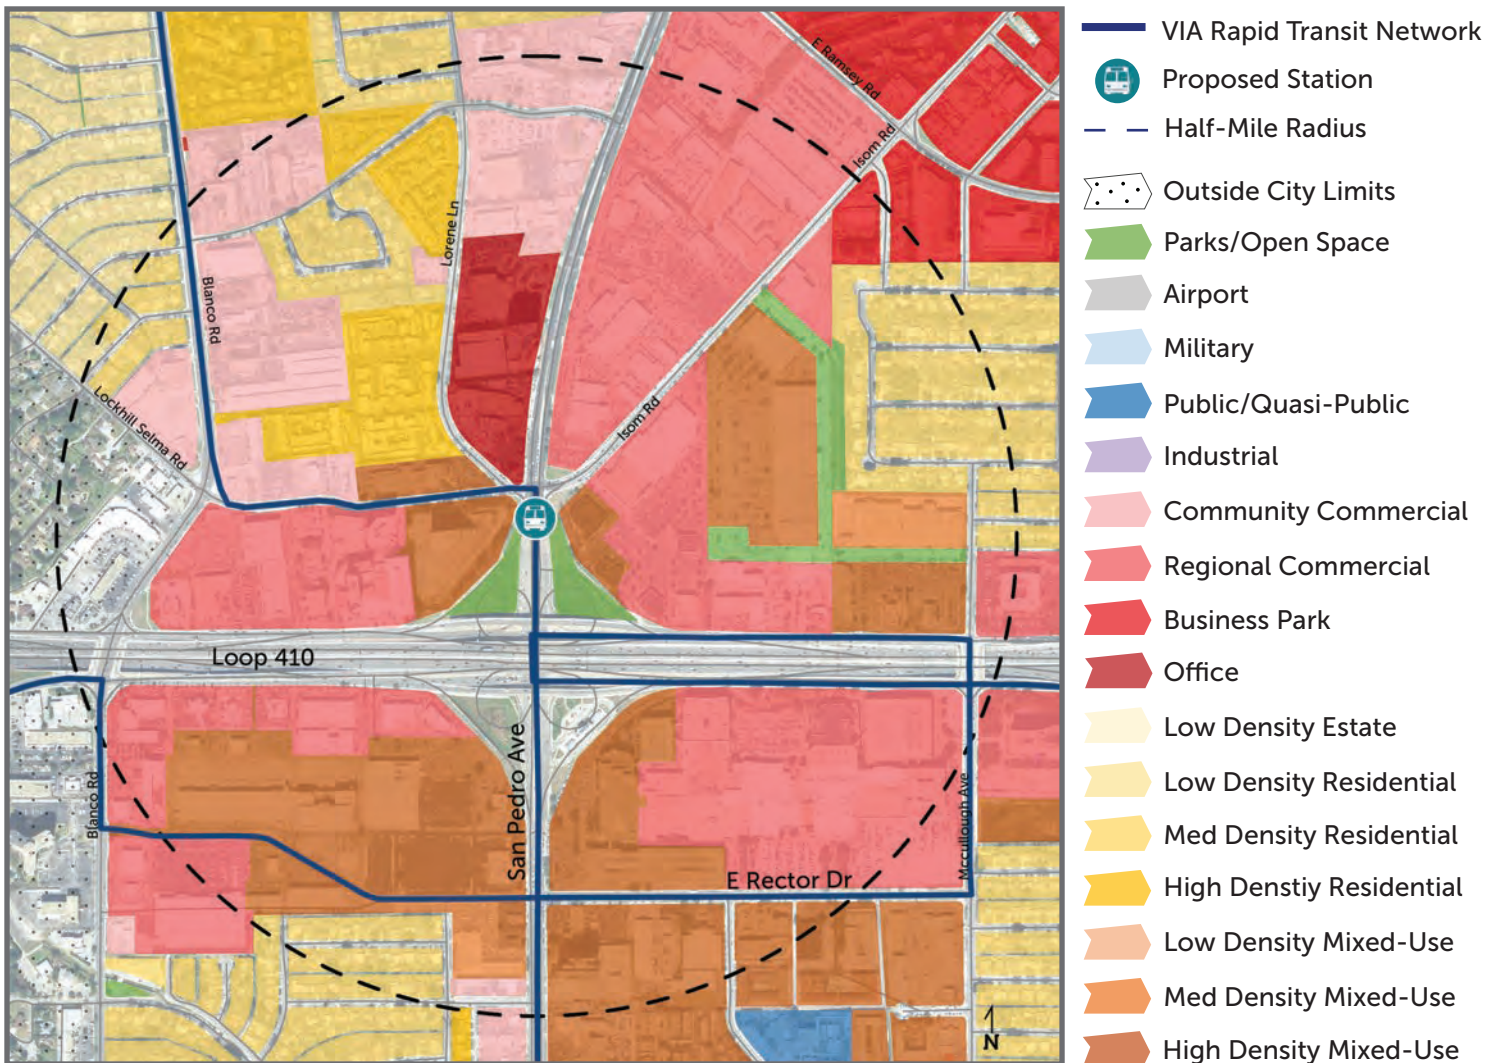 E Ramsey Rd
Isom Rd
Lorene Ln
Blanco Rd
Lockhill Selma Rd
Isom Rd
Loop 410
San Pedro Ave
Blanco Rd
Mccullough Ave
E Rector Dr
N
VIA Rapid Transit Network
Proposed Station
Half-Mile Radius
Outside City Limits
Parks/Open Space
Airport
Military
Public/Quasi-Public
Industrial
Community Commercial
Regional Commercial
Business Park
Office
Low Density Estate
Low Density Residential
Med Density Residential
High Denstiy Residential
Low Density Mixed-Use
Med Density Mixed-Use
High Density Mixed-Use